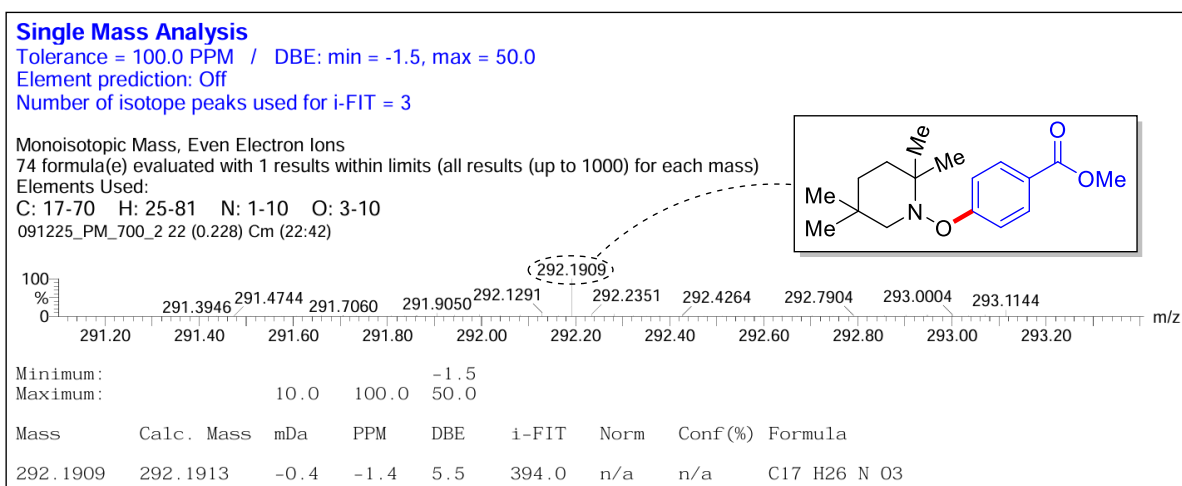 Single Mass Analysis
Tolerance = 100.0 PPM / DBE: min = -1.5, max = 50.0
Element prediction: Off
Number of isotope peaks used for i-FIT = 3
Monoisotopic Mass, Even Electron Ions
74 formula(e) evaluated with 1 results within limits (all results (up to 1000) for each mass)
Elements Used:
C: 17-70 H: 25-81 N: 1-10 O: 3-10
091225_PM_700_2 22 (0.228) Cm (22:42)
Me
Me
Me
Me
N
O
O
OMe
100
%
0
291.3946
291.4744
291.7060
291.9050
292.1291
292.1909
292.2351
292.4264
292.7904
293.0004
293.1144
m/z
291.20 291.40 291.60 291.80 292.00 292.20 292.40 292.60 292.80 293.00 293.20
Minimum: -1.5
Maximum: 10.0 100.0 50.0
Mass Calc. Mass mDa PPM DBE i-FIT Norm Conf(%) Formula
292.1909 292.1913 -0.4 -1.4 5.5 394.0 n/a n/a C17 H26 N O3